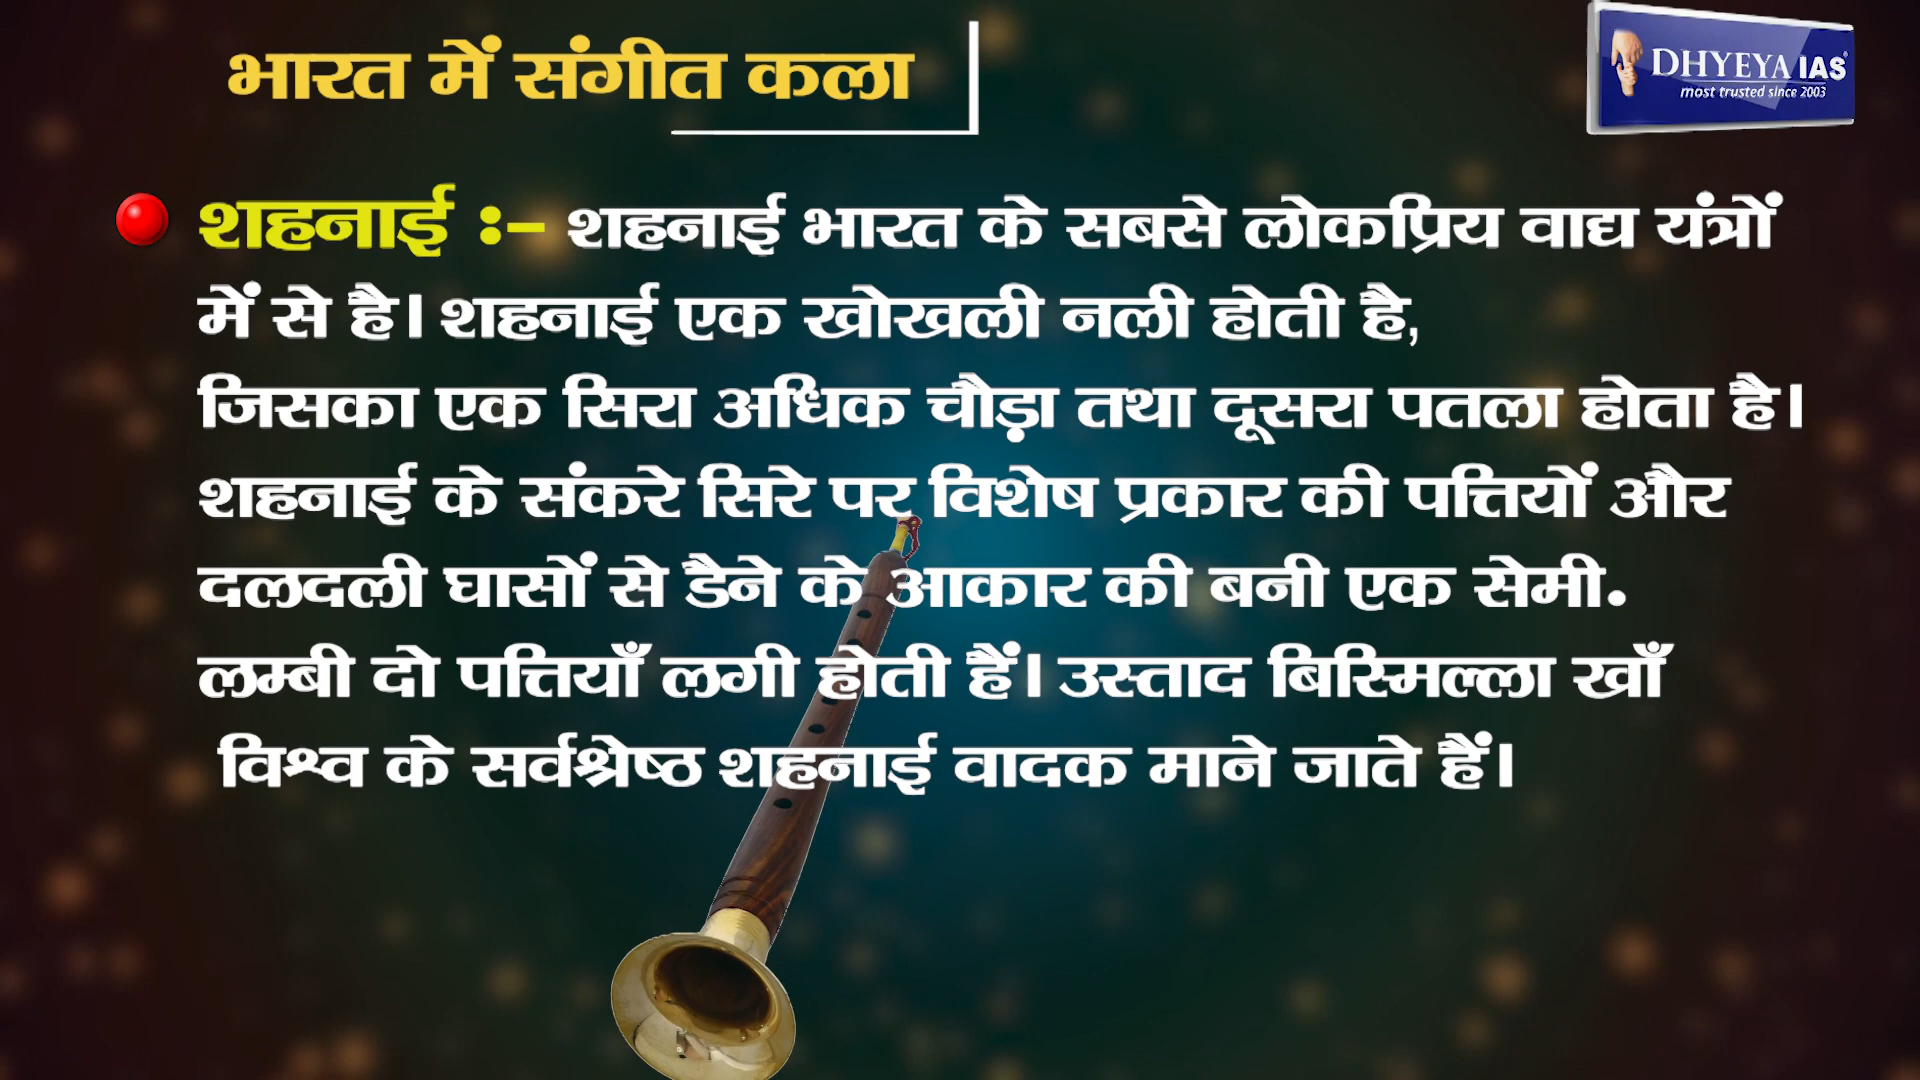 भारत में संगीत कला
DHYEYA IAS
most trusted since 2003
शहनाई :- शहनाई भारत के सबसे लोकप्रिय वाद्य यंत्रों
में से है। शहनाई एक खोखली नली होती है,
जिसका एक सिरा अधिक चौड़ा तथा दूसरा पतला होता है।
शहनाई के संकरे सिरे पर विशेष प्रकार की पत्तियों और
दलदली घासों से डैने के आकार की बनी एक सेमी.
लम्बी दो पत्तियाँ लगी होती हैं। उस्ताद बिस्मिल्ला खाँ
विश्व के सर्वश्रेष्ठ शहनाई वादक माने जाते हैं।